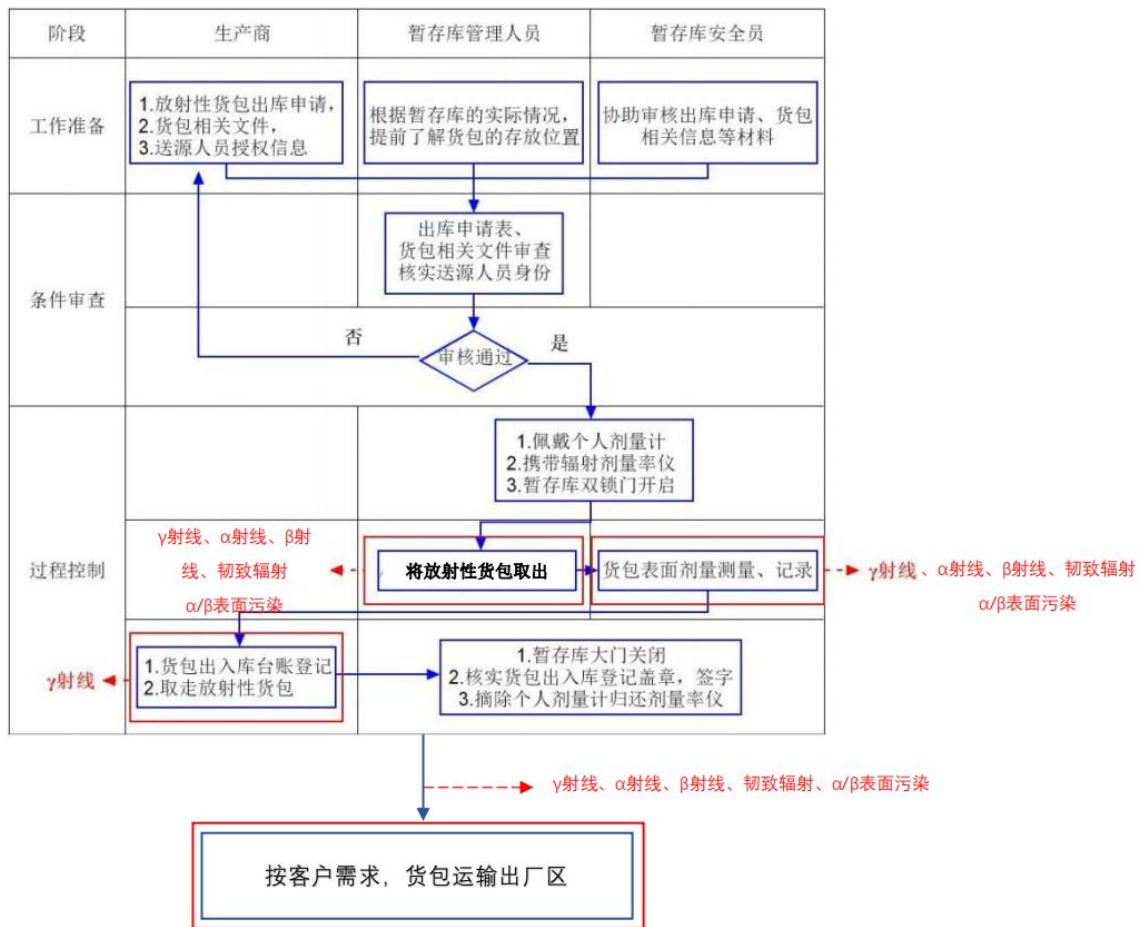 阶段
生产商
暂存库管理人员
暂存库安全员
工作准备
1.放射性货包出库申请，
2.货包相关文件，
3.送源人员授权信息
根据暂存库的实际情况，
提前了解货包的存放位置
协助审核出库申请、货包
相关信息等材料
条件审查
出库申请表、
货包相关文件审查
核实送源人员身份
否
审核通过
是
过程控制
1.佩戴个人剂量计
2.携带辐射剂量率仪
3.暂存库双锁门开启
γ射线、α射线、β射
线、韧致辐射
α/β表面污染
将放射性货包取出
货包表面剂量测量、记录
γ射线、α射线、β射线、韧致辐射
α/β表面污染
γ射线
1.货包出入库台账登记
2.取走放射性货包
1.暂存库大门关闭
2.核实货包出入库登记盖章，签字
3.摘除个人剂量计归还剂量率仪
γ射线、α射线、β射线、韧致辐射、α/β表面污染
按客户需求，货包运输出厂区